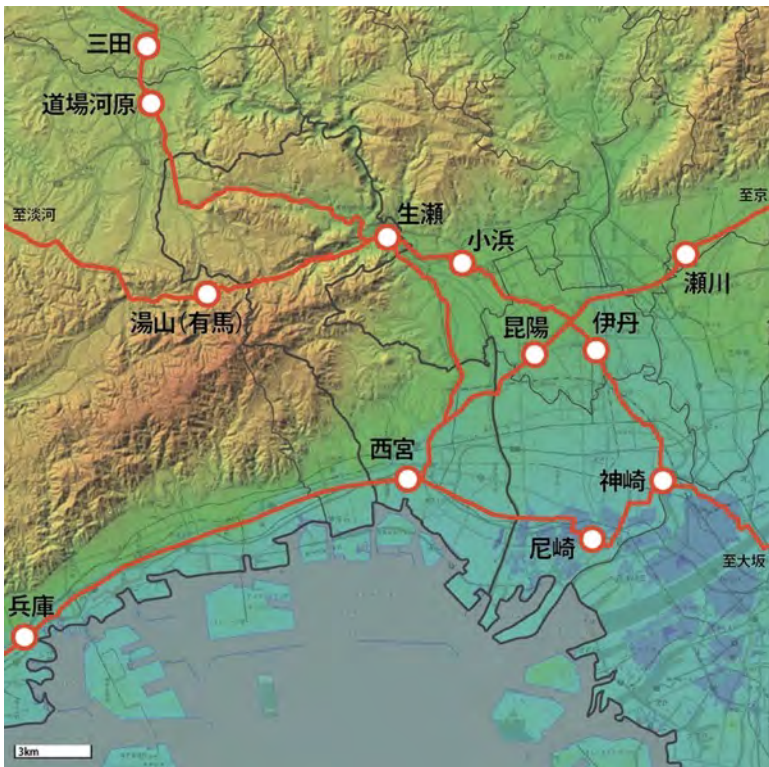 三田
道場河原
至淡河
生瀬
小浜
至京
瀬川
湯山(有馬)
昆陽
伊丹
西宮
神崎
尼崎
至大坂
兵庫
3km